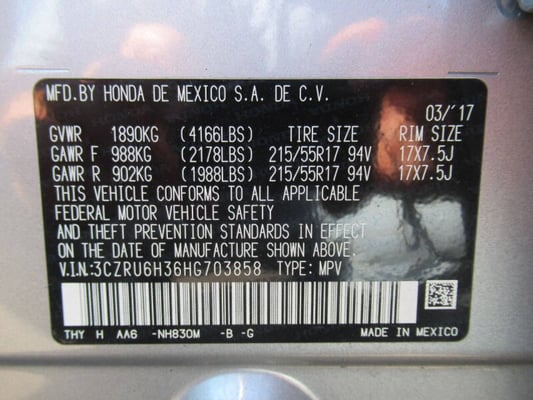 MFD.BY HONDA DE MEXICO S.A. DE C.V.
03/'17
GVWR 1890KG (4166LBS) TIRE SIZE RIM SIZE
GAWR F 988KG (2178LBS) 215/55R17 94V 17X7.5J
GAWR R 902KG (1988LBS) 215/55R17 94V 17X7.5J
THIS VEHICLE CONFORMS TO ALL APPLICABLE
FEDERAL MOTOR VEHICLE SAFETY
AND THEFT PREVENTION STANDARDS IN EFFECT
ON THE DATE OF MANUFACTURE SHOWN ABOVE.
V.I.N:3CZRU6H36HG703858 TYPE: MPV
THY H AA6 -NH830M -B -G MADE IN MEXICO